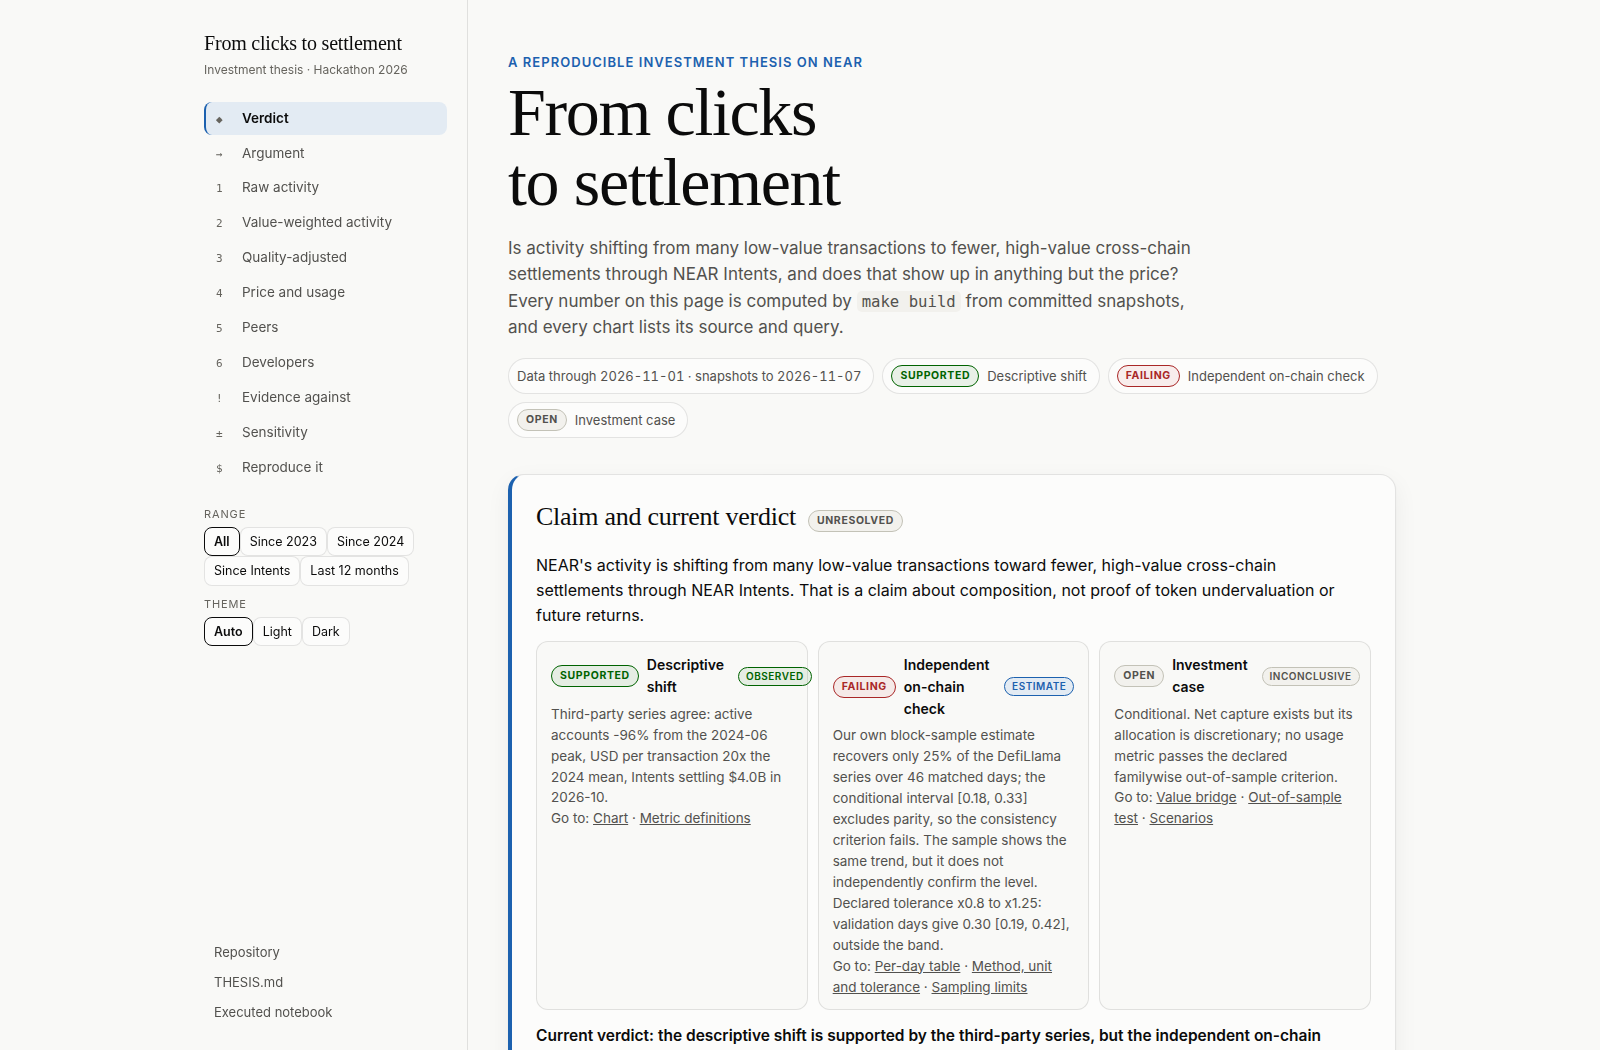 From clicks to settlement
Investment thesis · Hackathon 2026
◆ Verdict
→ Argument
1 Raw activity
2 Value-weighted activity
3 Quality-adjusted
4 Price and usage
5 Peers
6 Developers
! Evidence against
± Sensitivity
$ Reproduce it
RANGE
All Since 2023 Since 2024
Since Intents Last 12 months
THEME
Auto Light Dark
Repository
THESIS.md
Executed notebook
A REPRODUCIBLE INVESTMENT THESIS ON NEAR
From clicks
to settlement
Is activity shifting from many low-value transactions to fewer, high-value cross-chain
settlements through NEAR Intents, and does that show up in anything but the price?
Every number on this page is computed by make build from committed snapshots,
and every chart lists its source and query.
Data through 2026-11-01 · snapshots to 2026-11-07 SUPPORTED Descriptive shift FAILING Independent on-chain check
OPEN Investment case
Claim and current verdict UNRESOLVED
NEAR's activity is shifting from many low-value transactions toward fewer, high-value cross-chain
settlements through NEAR Intents. That is a claim about composition, not proof of token undervaluation or
future returns.
SUPPORTED Descriptive shift OBSERVED
Third-party series agree: active
accounts -96% from the 2024-06
peak, USD per transaction 20x the
2024 mean, Intents settling $4.0B in
2026-10.
Go to: Chart · Metric definitions
FAILING Independent on-chain check ESTIMATE
Our own block-sample estimate
recovers only 25% of the DefiLlama
series over 46 matched days; the
conditional interval [0.18, 0.33]
excludes parity, so the consistency
criterion fails. The sample shows the
same trend, but it does not
independently confirm the level.
Declared tolerance x0.8 to x1.25:
validation days give 0.30 [0.19, 0.42],
outside the band.
Go to: Per-day table · Method, unit
and tolerance · Sampling limits
OPEN Investment case INCONCLUSIVE
Conditional. Net capture exists but its
allocation is discretionary; no usage
metric passes the declared
familywise out-of-sample criterion.
Go to: Value bridge · Out-of-sample
test · Scenarios
Current verdict: the descriptive shift is supported by the third-party series, but the independent on-chain